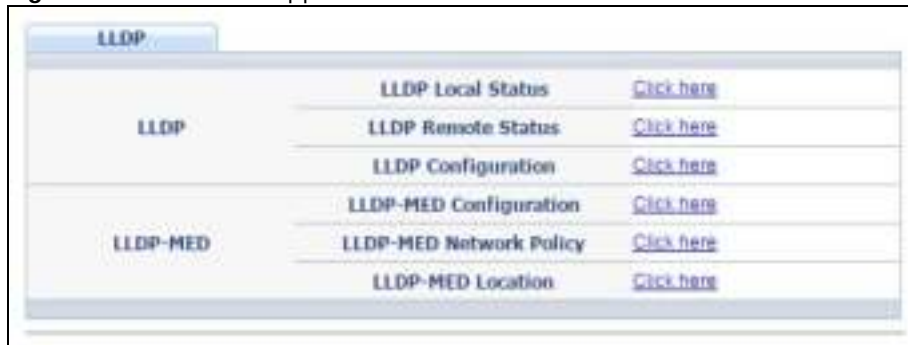 LLDP
LLDP
LLDP Local Status Click here
LLDP Remote Status Click here
LLDP Configuration Click here
LLDP-MED
LLDP-MED Configuration Click here
LLDP-MED Network Policy Click here
LLDP-MED Location Click here